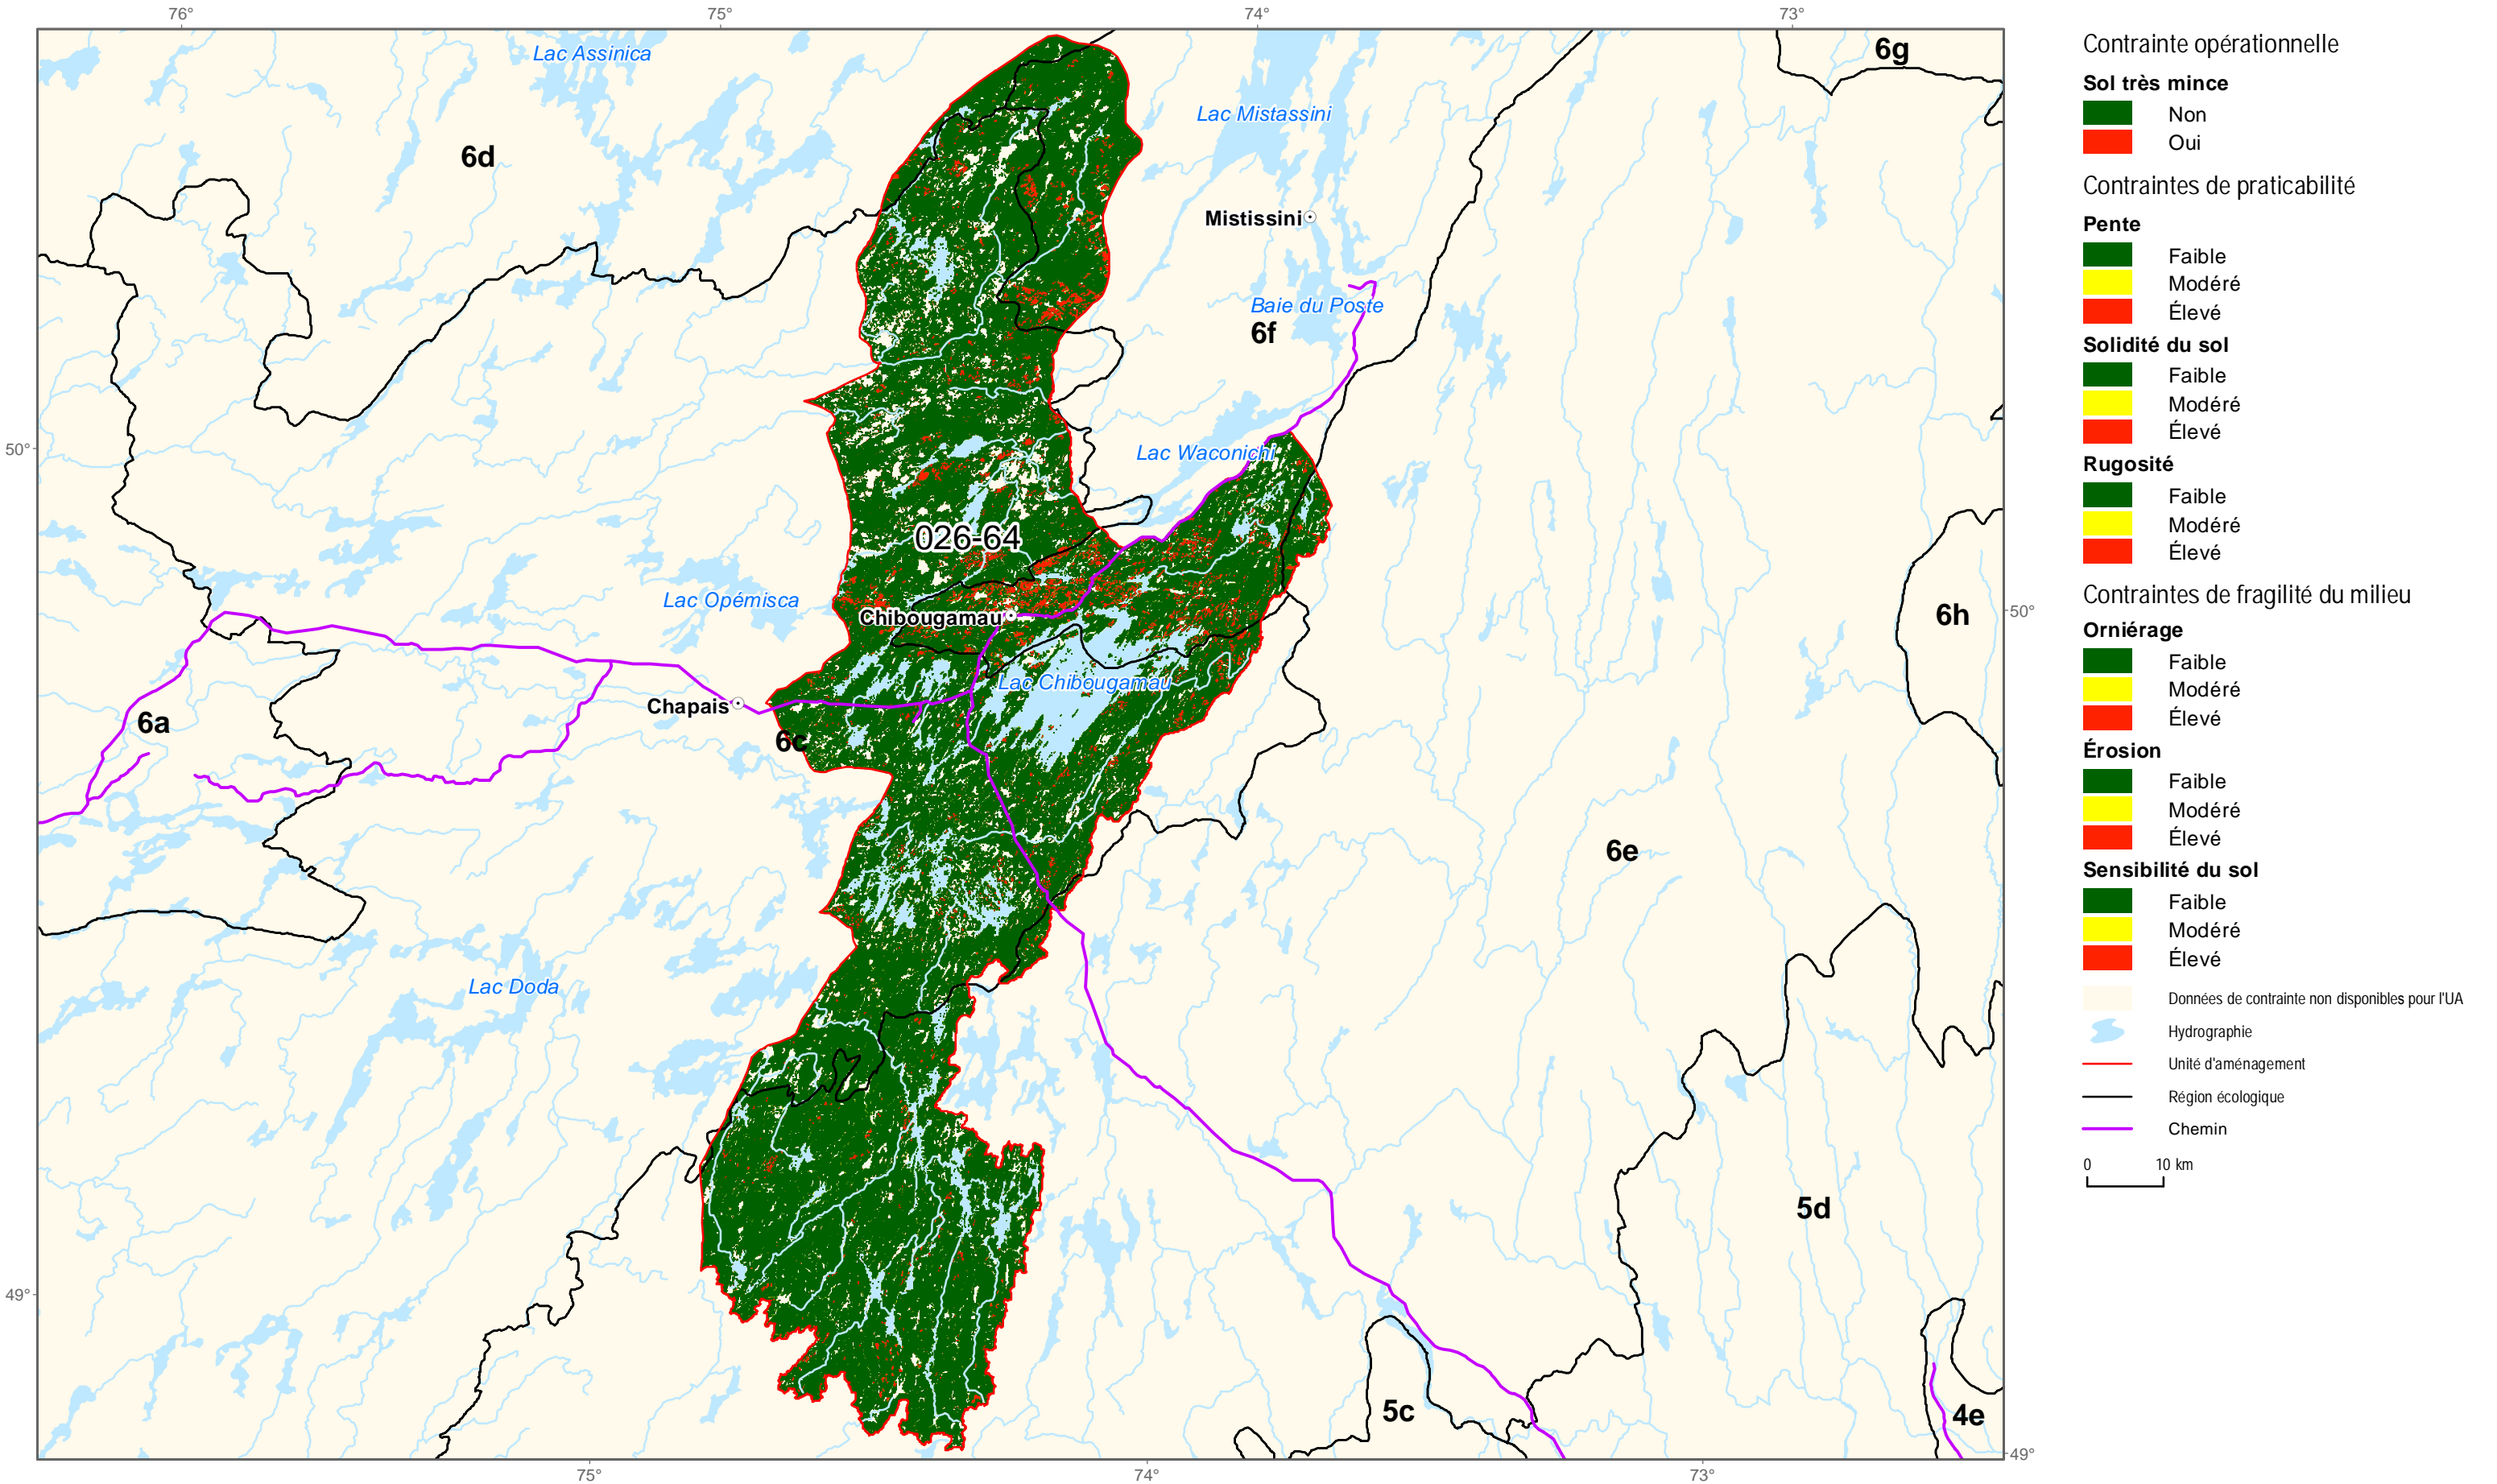 76°
75°
74°
73°
Lac Assinica
6g
Lac Mistassini
6d
Mistissini
Baie du Poste
6f
50°
Lac Waconichi
026-64
Lac Opémisca
Chibougamau
50°
6h
Lac Chibougamau
Chapais
6a
6c
6e
Lac Doda
5d
49°
5c
4e
49°
75°
74°
73°
Contrainte opérationnelle
Sol très mince
Non
Oui
Contraintes de praticabilité
Pente
Faible
Modéré
Élevé
Solidité du sol
Faible
Modéré
Élevé
Rugosité
Faible
Modéré
Élevé
Contraintes de fragilité du milieu
Orniérage
Faible
Modéré
Élevé
Érosion
Faible
Modéré
Élevé
Sensibilité du sol
Faible
Modéré
Élevé
Données de contrainte non disponibles pour l'UA
Hydrographie
Unité d'aménagement
Région écologique
Chemin
0 10 km